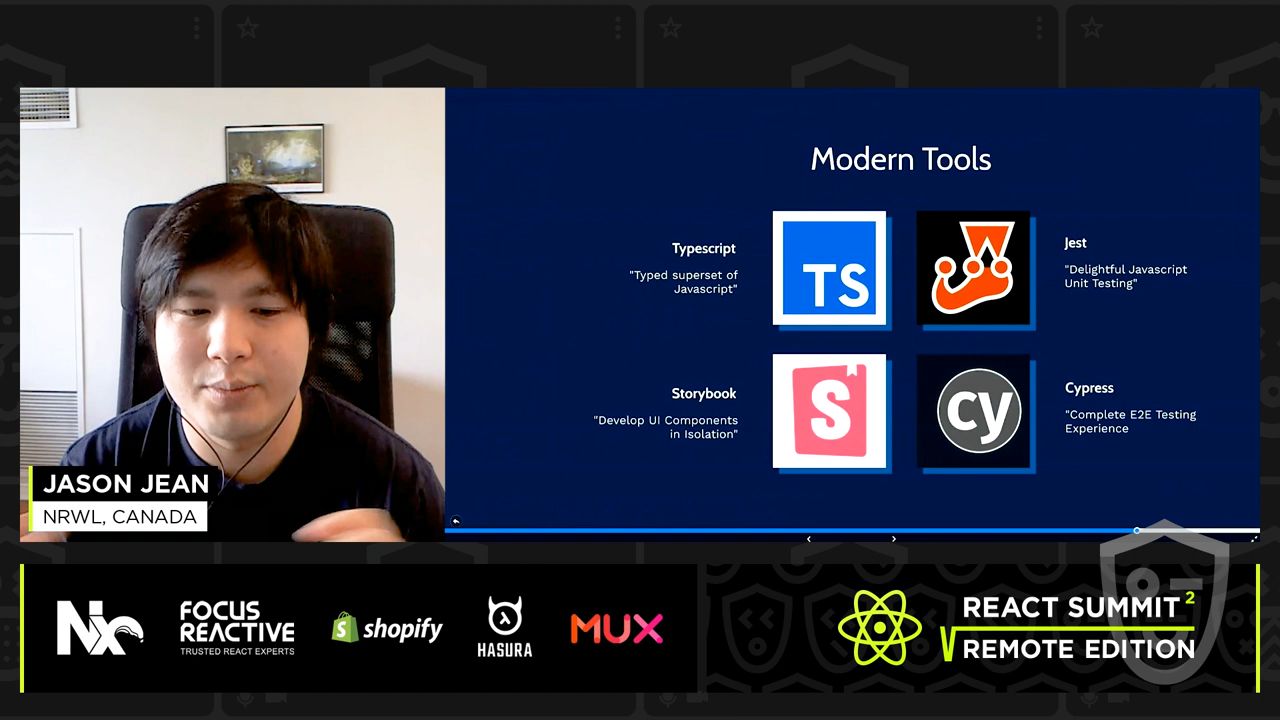 Modern Tools
Typescript
"Typed superset of
Javascript"
TS
Jest
"Delightful Javascript
Unit Testing"
Storybook
"Develop UI Components
in Isolation"
S
cy
Cypress
"Complete E2E Testing
Experience
JASON JEAN
NRWL, CANADA
Nx
FOCUS
REACTIVE
TRUSTED REACT EXPERTS
shopify
HASURA
MUX
REACT SUMMIT 2
REMOTE EDITION